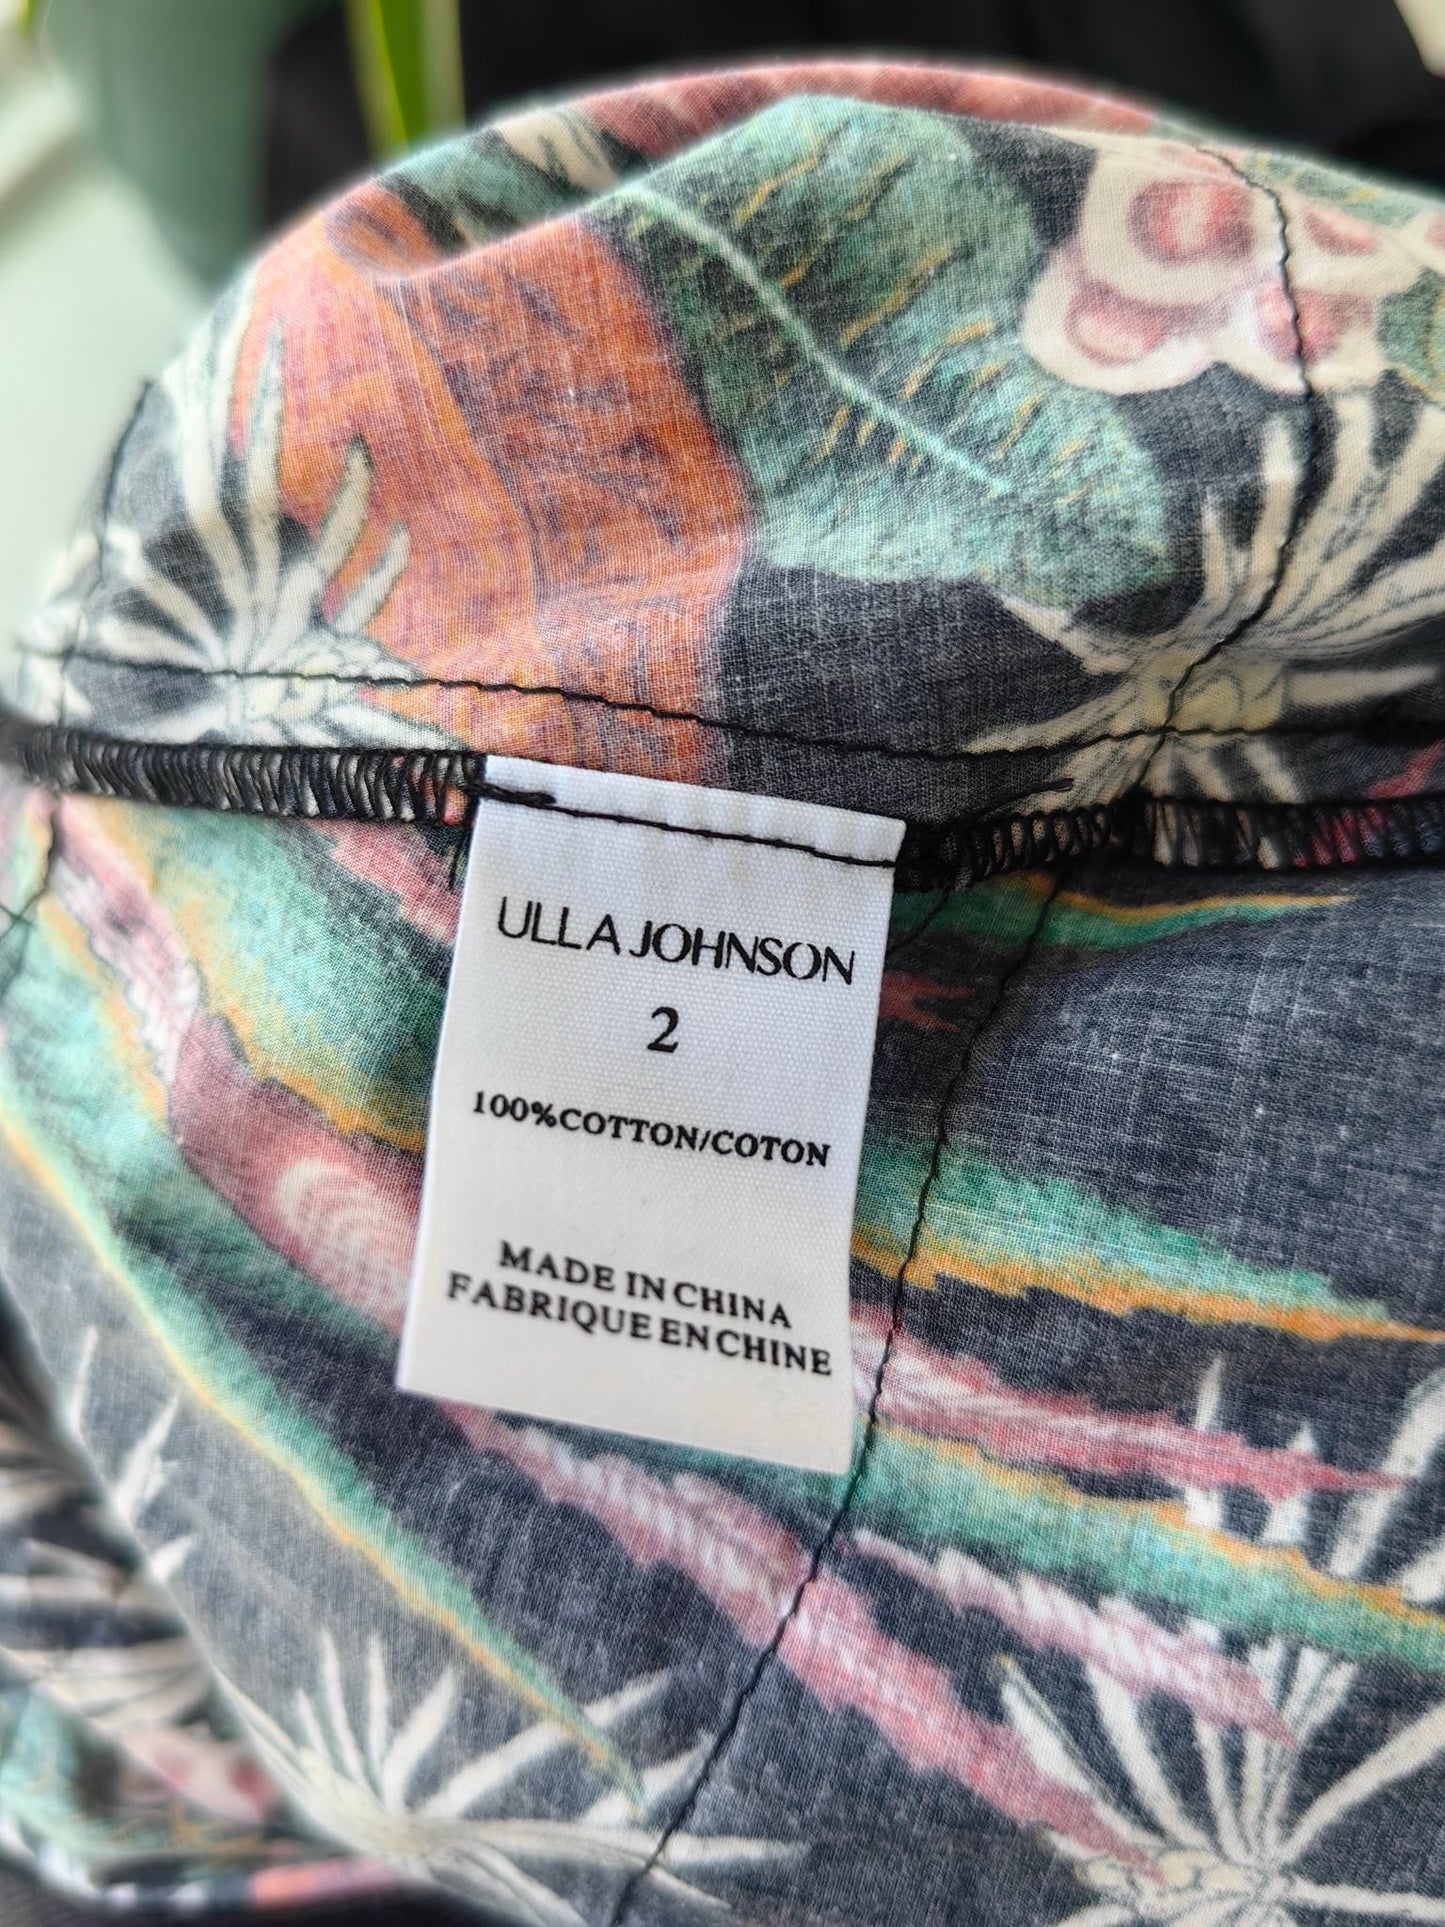 ULLA JOHNSON
2
100%COTTON/COTON
MADE IN CHINA
FABRIQUE EN CHINE